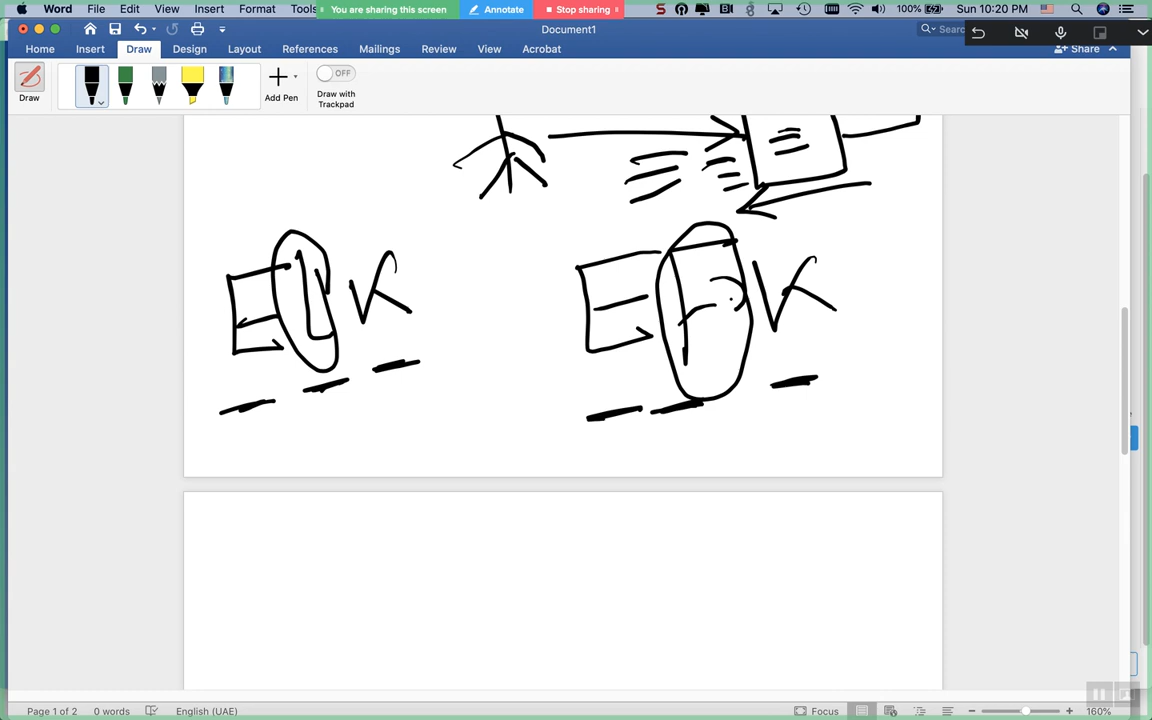 Word File Edit View Insert Format Tools You are sharing this screen Annotate Stop sharing 100% Sun 10:20 PM
Document1
Home Insert Draw Design Layout References Mailings Review View Acrobat Share
OFF
Draw Add Pen Draw with Trackpad
ELK EFK
Page 1 of 2 0 words English (UAE) Focus 160%